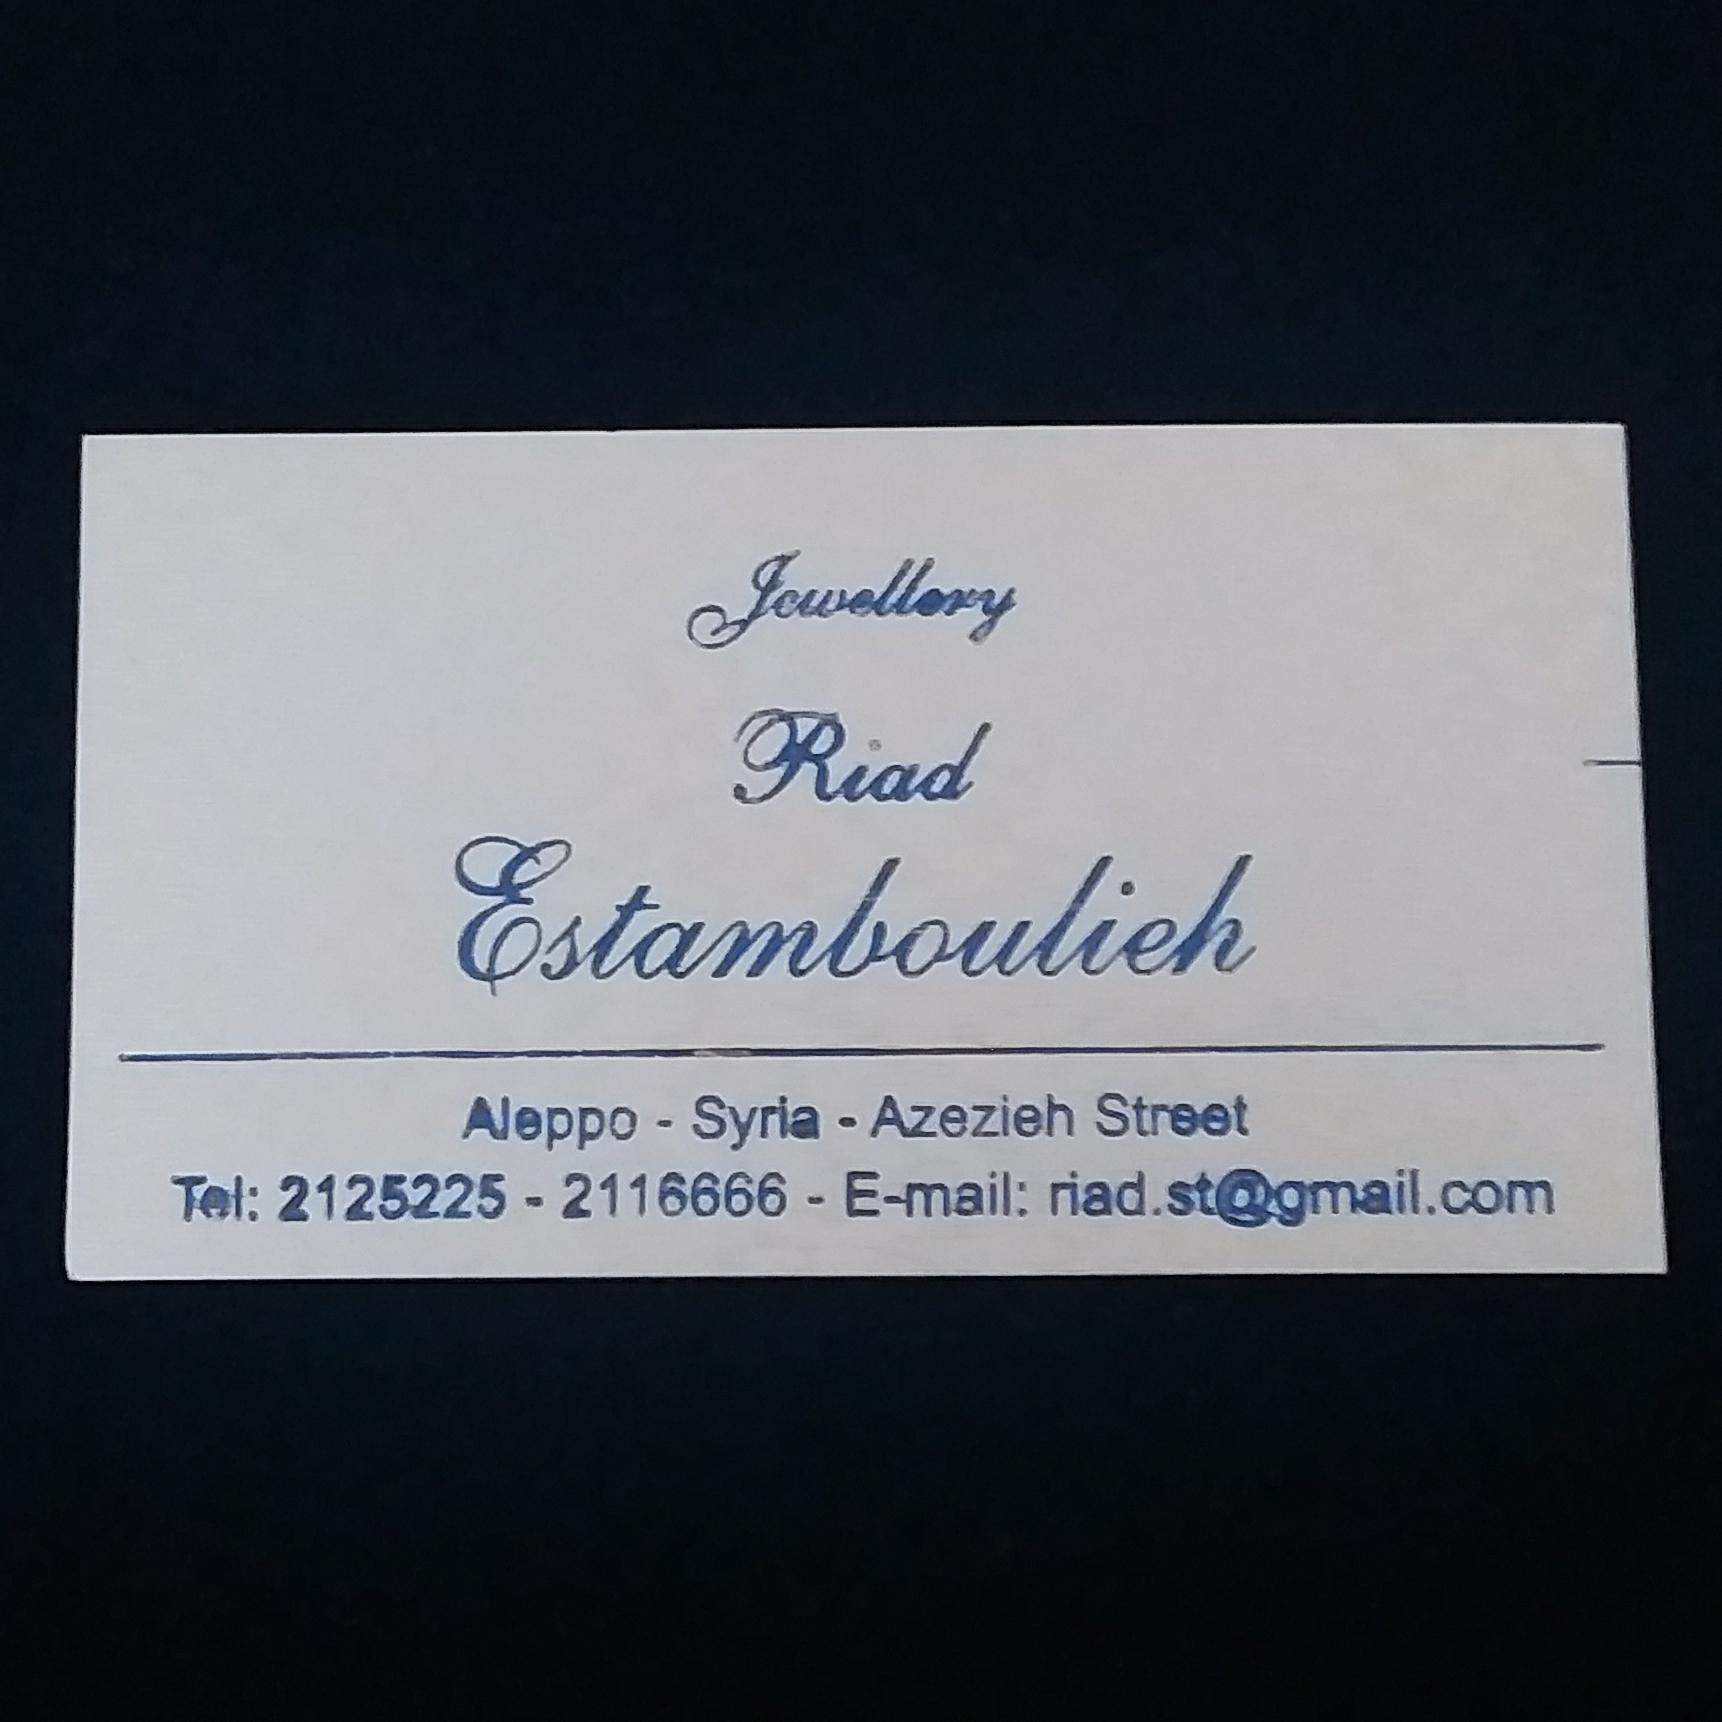 Jewellery
Riad
Estamboulieh
Aleppo - Syria - Azezieh Street
Tel: 2125225 - 2116666 - E-mail: riad.st@gmail.com